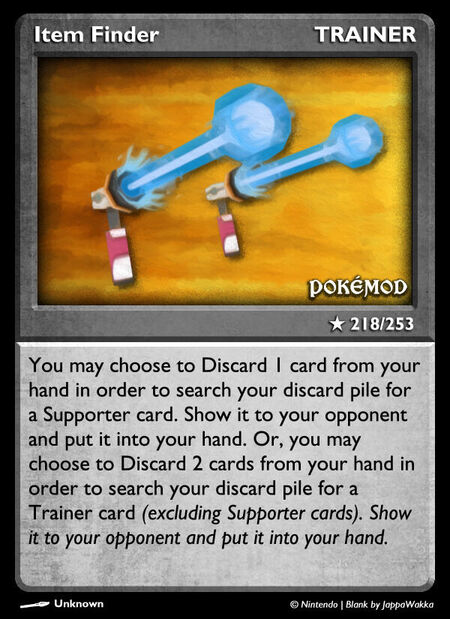 Item Finder TRAINER
POKÉMOD
★ 218/253
You may choose to Discard 1 card from your
hand in order to search your discard pile for
a Supporter card. Show it to your opponent
and put it into your hand. Or, you may
choose to Discard 2 cards from your hand in
order to search your discard pile for a
Trainer card (excluding Supporter cards). Show
it to your opponent and put it into your hand.
Unknown © Nintendo | Blank by JappaWakka